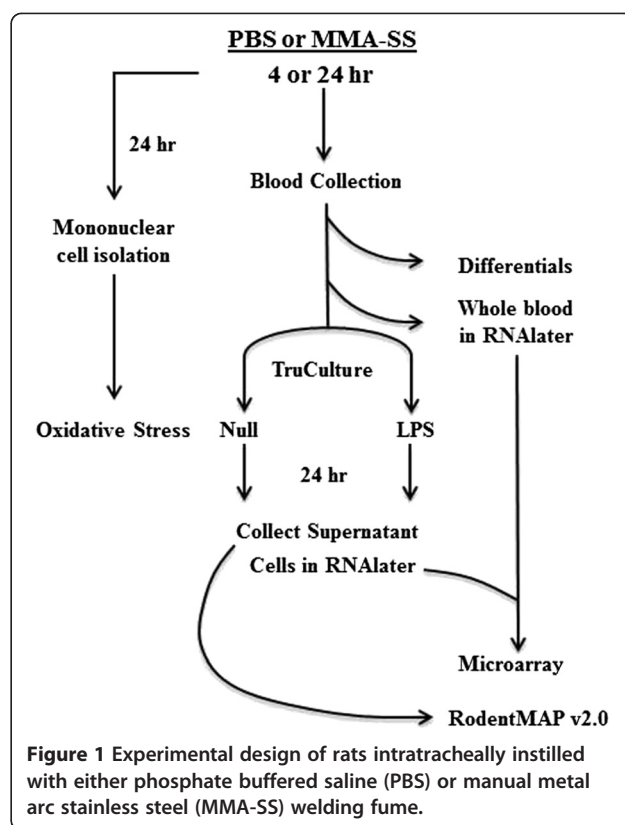 PBS or MMA-SS
4 or 24 hr
24 hr
Blood Collection
Mononuclear
cell isolation
Differentials
Whole blood
in RNAlater
TruCulture
Oxidative Stress
Null
LPS
24 hr
Collect Supernatant
Cells in RNAlater
Microarray
RodentMAP v2.0
Figure 1 Experimental design of rats intratracheally instilled
with either phosphate buffered saline (PBS) or manual metal
arc stainless steel (MMA-SS) welding fume.